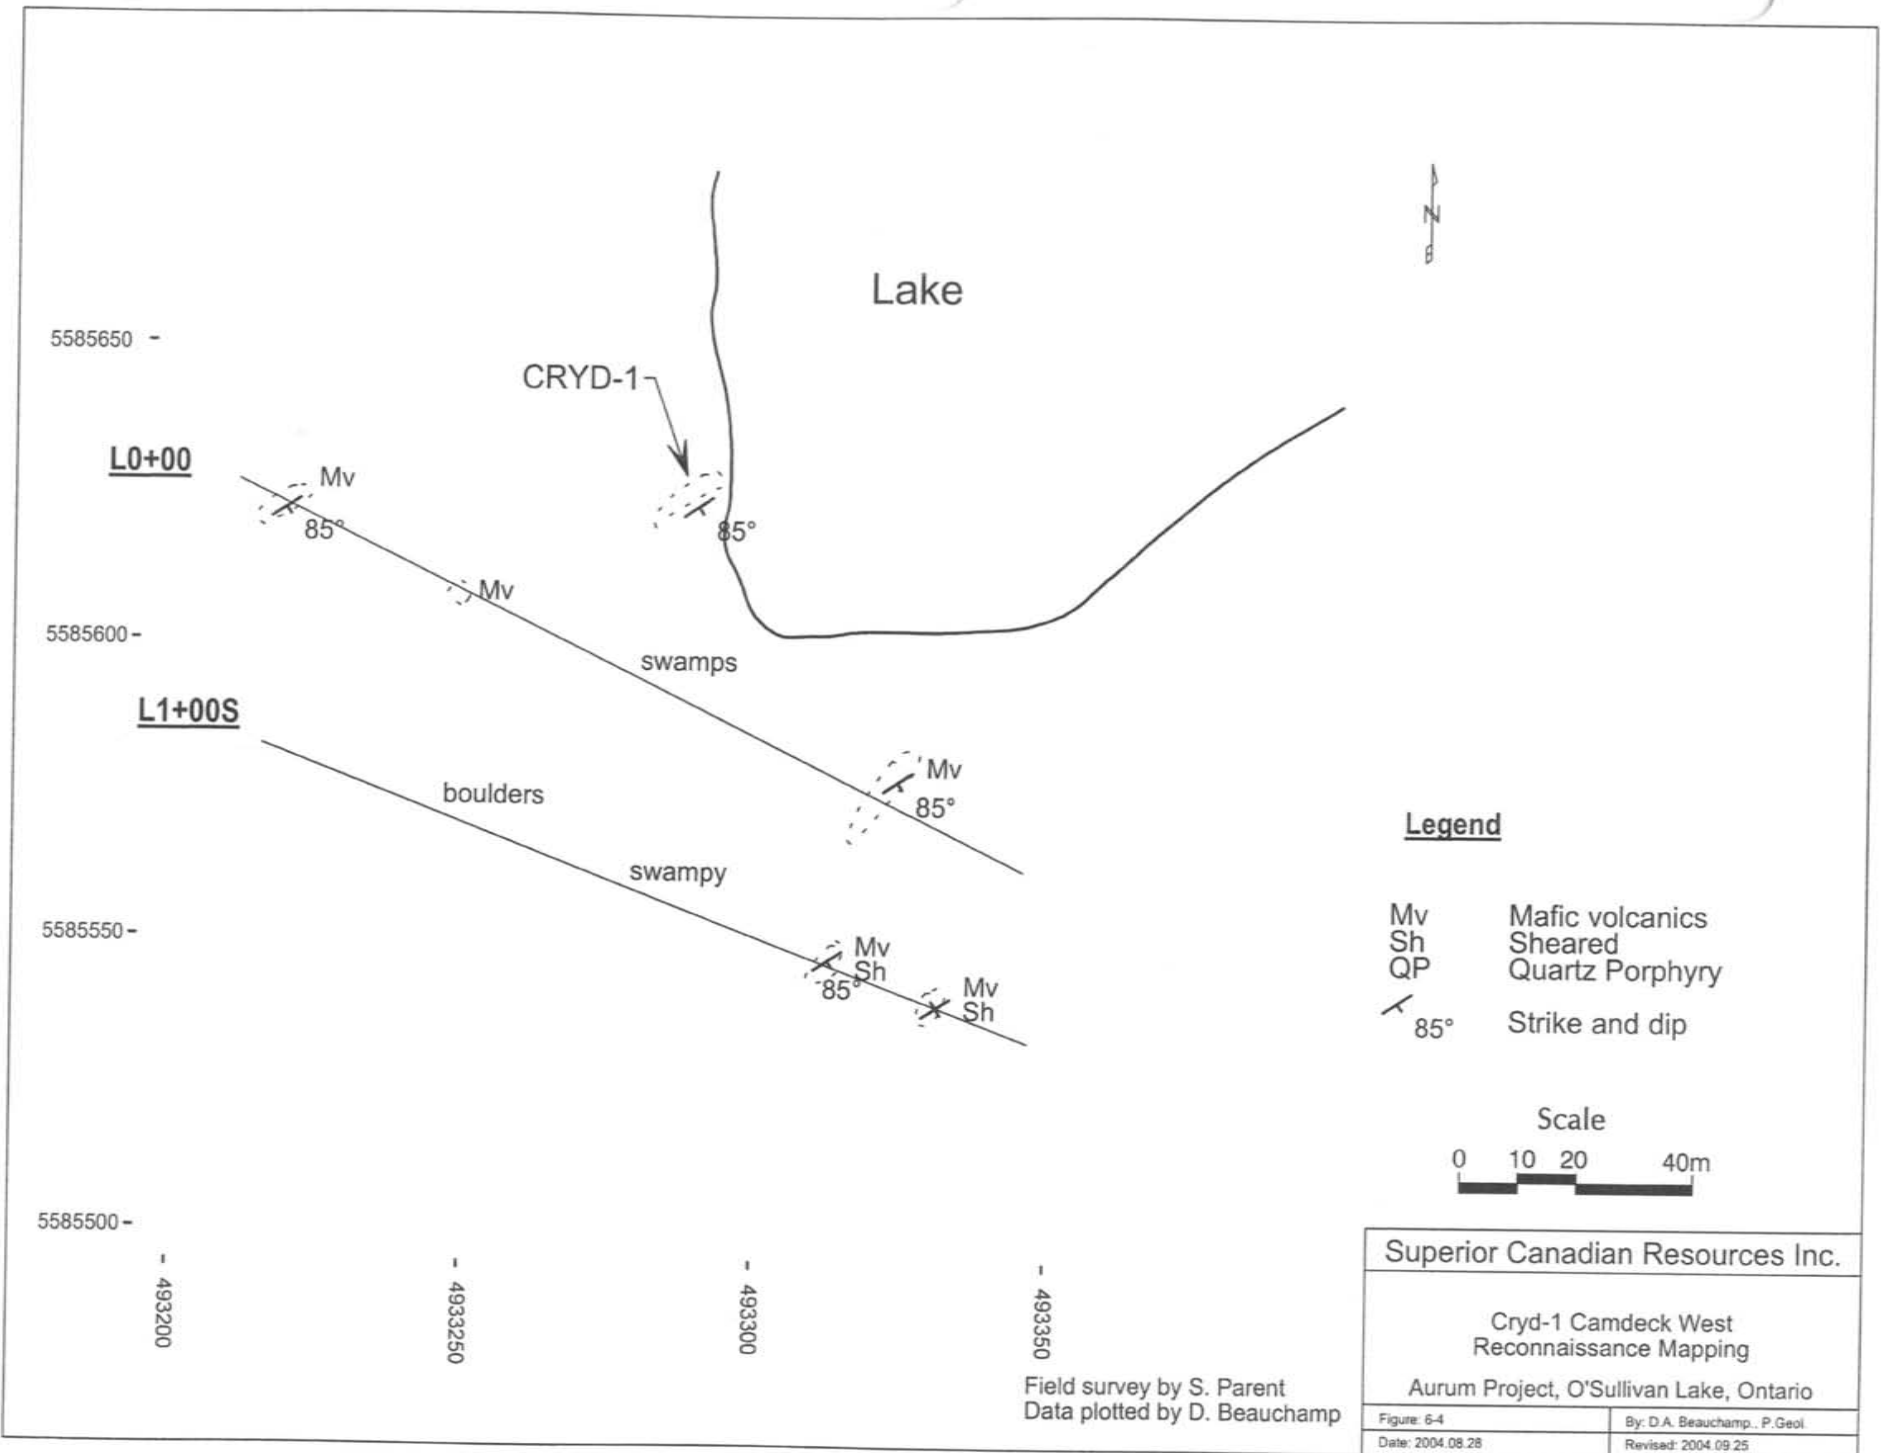 Lake
N
5585650
CRYD-1
L0+00
Mv
85°
85°
Mv
5585600
swamps
L1+00S
boulders
Mv
85°
swampy
5585550
Mv
Sh
85°
Mv
Sh
5585500
493200
493250
493300
493350
Legend
Mv Mafic volcanics
Sh Sheared
QP Quartz Porphyry
85° Strike and dip
Scale
0 10 20 40m
Field survey by S. Parent
Data plotted by D. Beauchamp
Superior Canadian Resources Inc.
Cryd-1 Camdeck West
Reconnaissance Mapping
Aurum Project, O'Sullivan Lake, Ontario
Figure: 6-4
By: D.A. Beauchamp., P.Geol.
Date: 2004.08.28
Revised: 2004.09.25